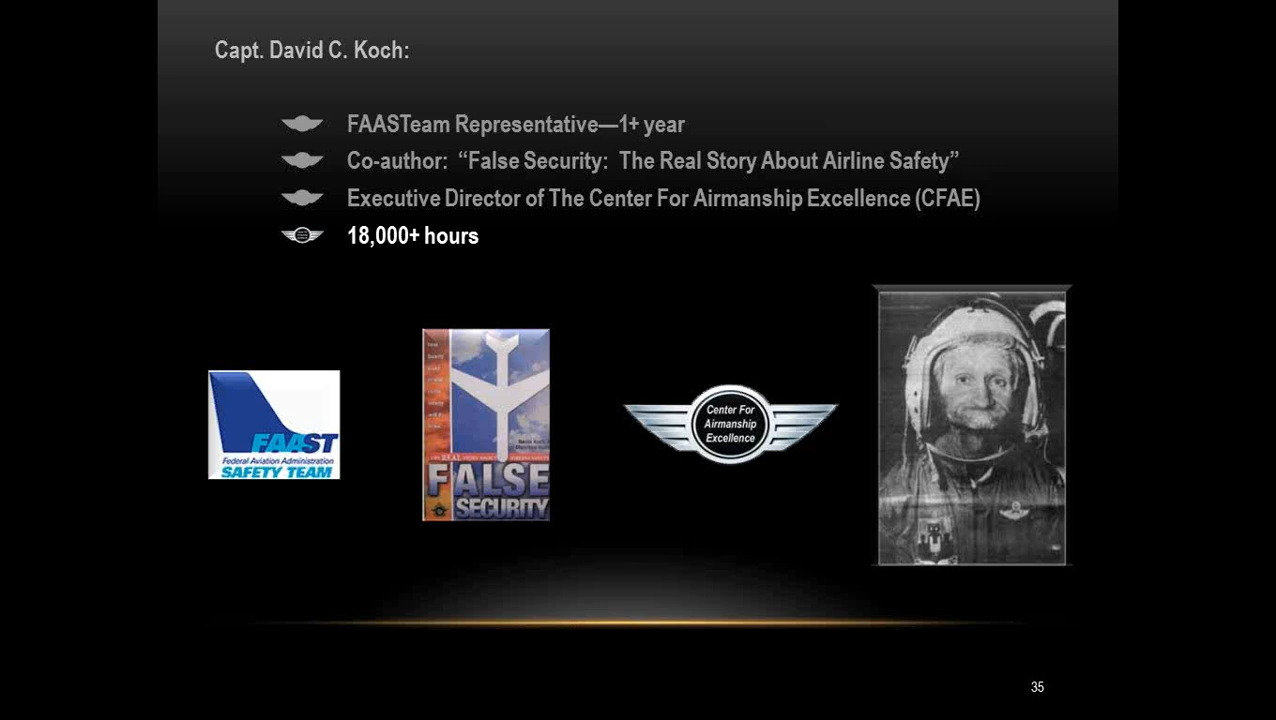 Capt. David C. Koch:
FAASTeam Representative—1+ year
Co-author: “False Security: The Real Story About Airline Safety”
Executive Director of The Center For Airmanship Excellence (CFAE)
18,000+ hours
FAAST
Federal Aviation Administration
SAFETY TEAM
FALSE
SECURITY
Center For
Airmanship
Excellence
35